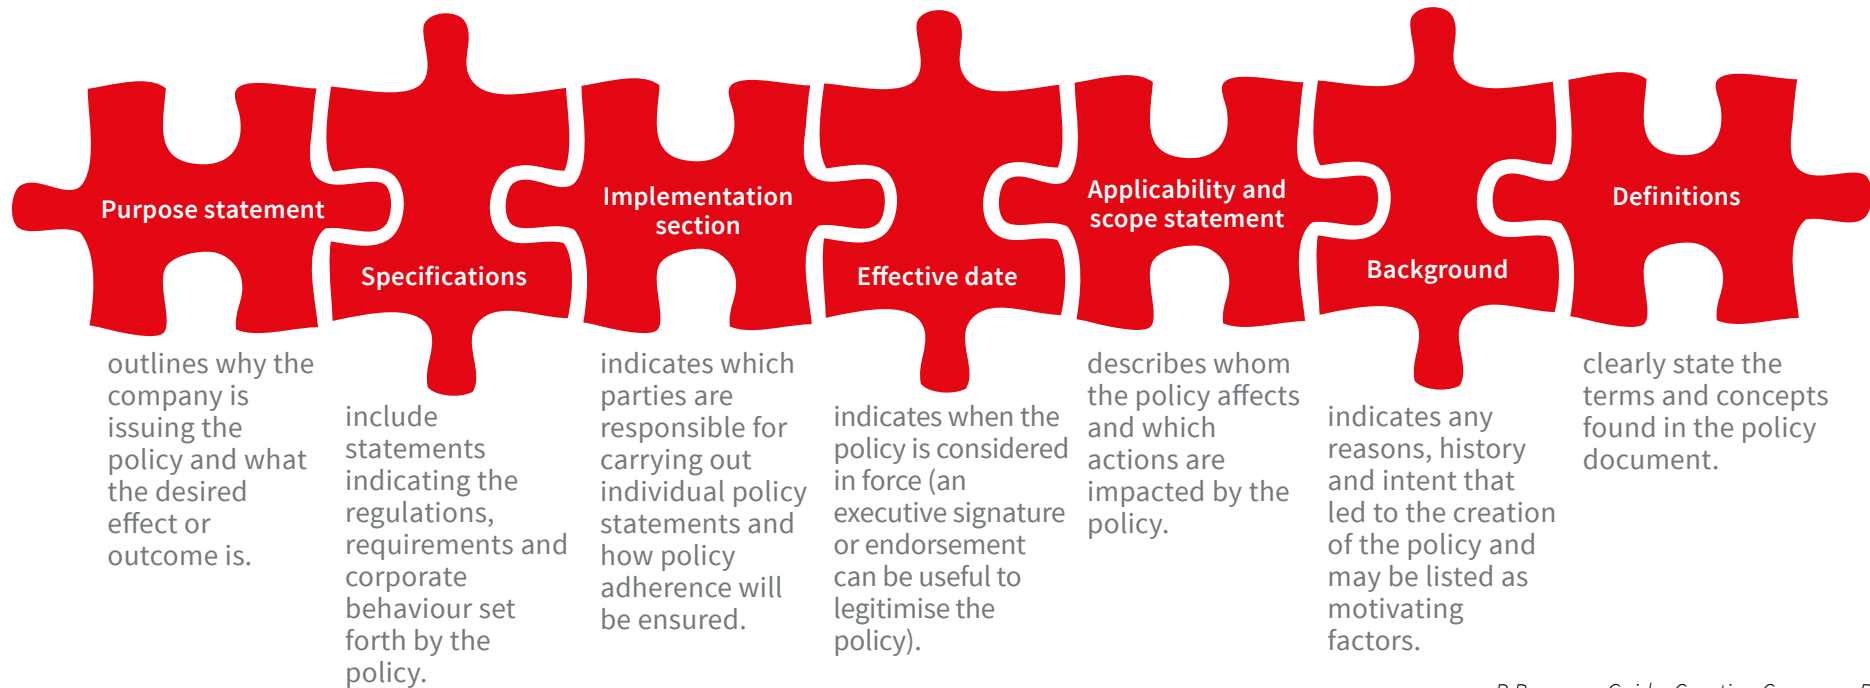 Purpose statement
outlines why the
company is
issuing the
policy and what
the desired
effect or
outcome is.
Specifications
include
statements
indicating the
regulations,
requirements and
corporate
behaviour set
forth by the
policy.
Implementation
section
indicates which
parties are
responsible for
carrying out
individual policy
statements and
how policy
adherence will
be ensured.
Effective date
indicates when the
policy is considered
in force (an
executive signature
or endorsement
can be useful to
legitimise the
policy).
Applicability and
scope statement
describes whom
the policy affects
and which
actions are
impacted by the
policy.
Background
indicates any
reasons, history
and intent that
led to the creation
of the policy and
may be listed as
motivating
factors.
Definitions
clearly state the
terms and concepts
found in the policy
document.